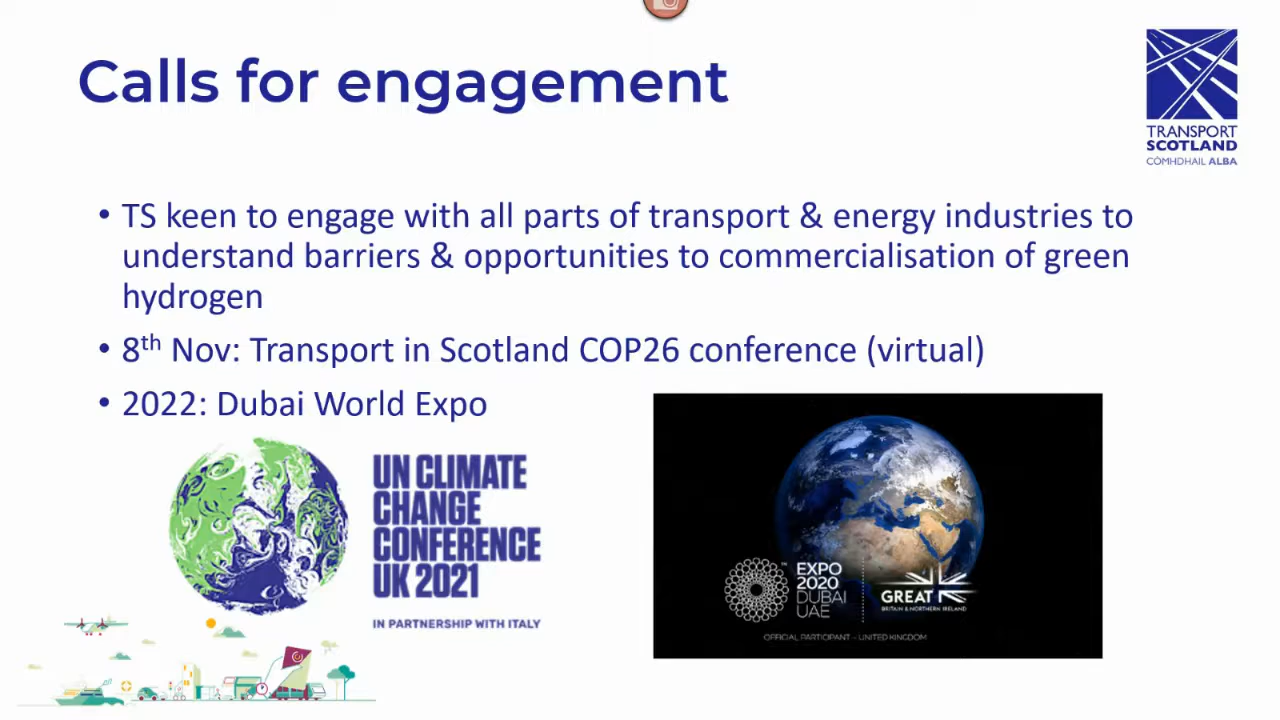 Calls for engagement
TRANSPORT
SCOTLAND
CÒMHDHAIL ALBA
• TS keen to engage with all parts of transport & energy industries to
understand barriers & opportunities to commercialisation of green
hydrogen
• 8th Nov: Transport in Scotland COP26 conference (virtual)
• 2022: Dubai World Expo
UN CLIMATE
CHANGE
CONFERENCE
UK 2021
IN PARTNERSHIP WITH ITALY
EXPO
2020
DUBAI
UAE
GREAT
BRITAIN & NORTHERN IRELAND
OFFICIAL PARTICIPANT – UNITED KINGDOM